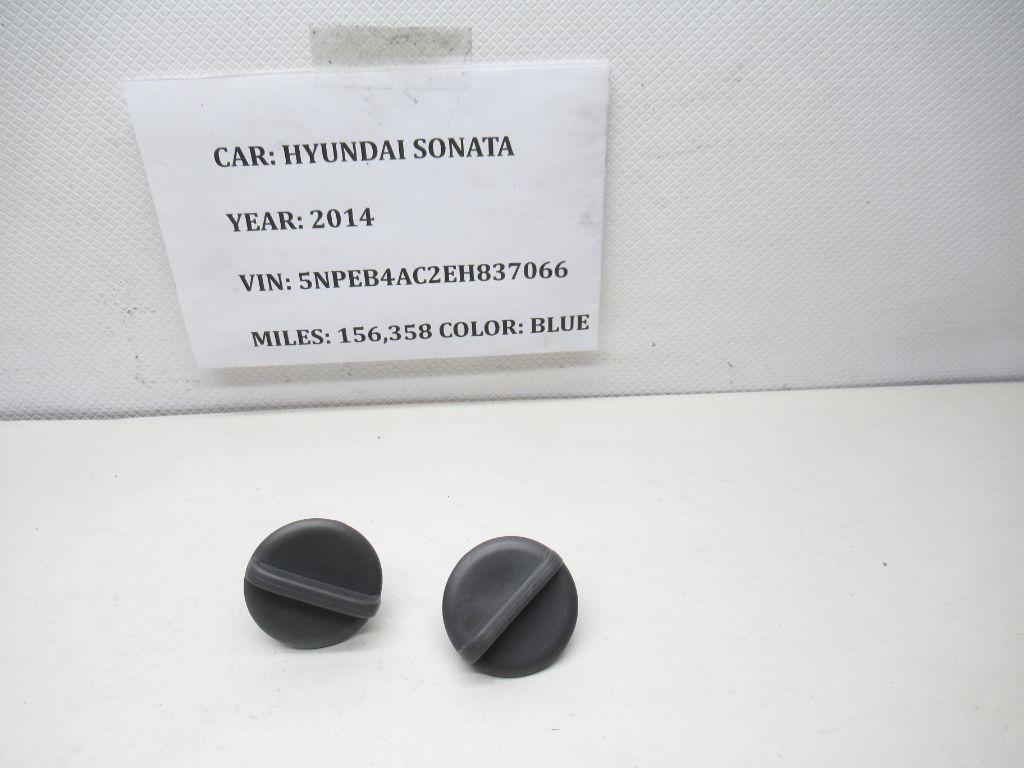 CAR: HYUNDAI SONATA
YEAR: 2014
VIN: 5NPEB4AC2EH837066
MILES: 156,358 COLOR: BLUE